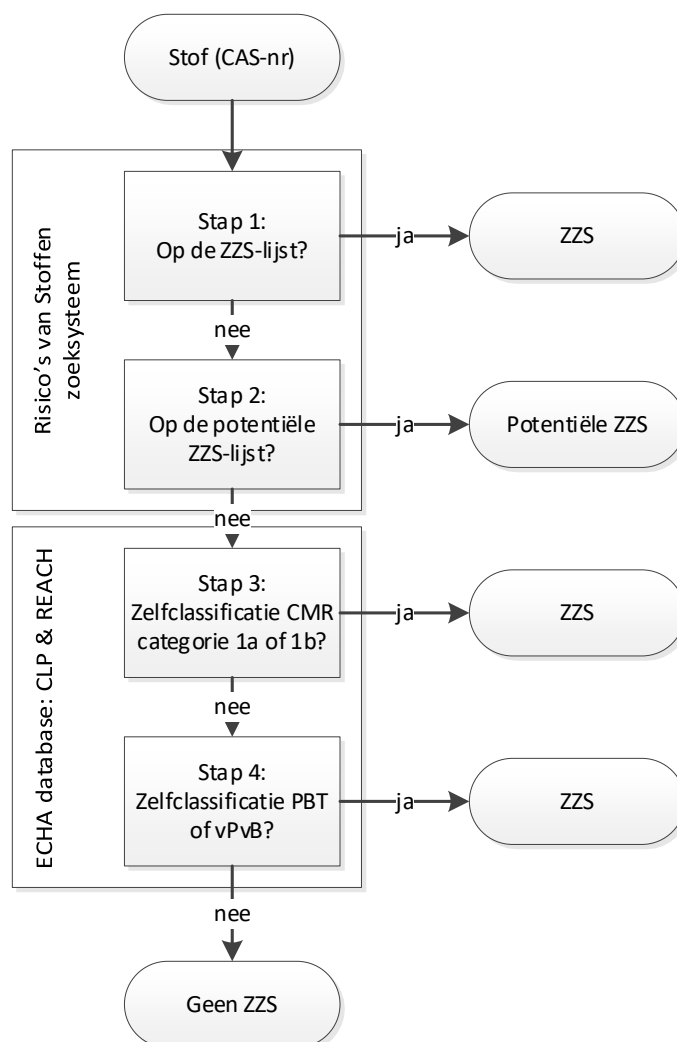 Stof (CAS-nr)
Risico's van Stoffen
zoeksysteem
Stap 1:
Op de ZZS-lijst?
ja
ZZS
nee
Stap 2:
Op de potentiële
ZZS-lijst?
ja
Potentiële ZZS
nee
ECHA database: CLP & REACH
Stap 3:
Zelfclassificatie CMR
categorie 1a of 1b?
ja
ZZS
nee
Stap 4:
Zelfclassificatie PBT
of vPvB?
ja
ZZS
nee
Geen ZZS